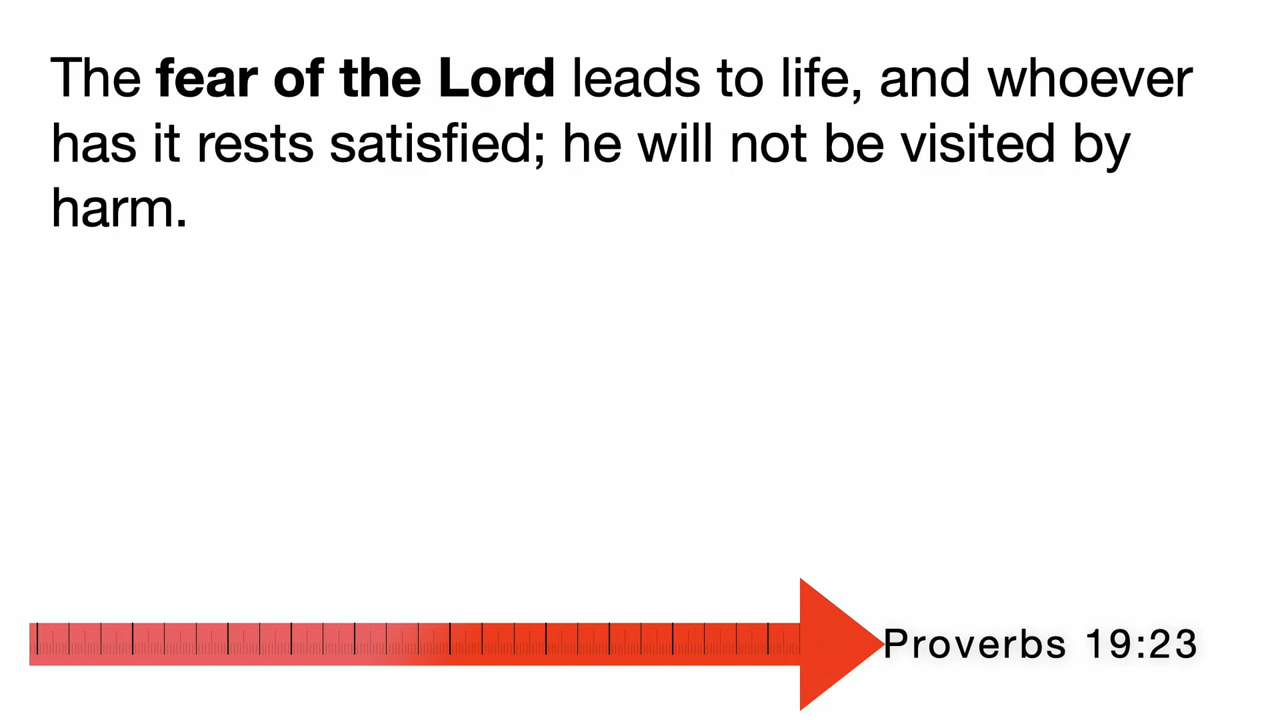 The fear of the Lord leads to life, and whoever
has it rests satisfied; he will not be visited by
harm.
Proverbs 19:23